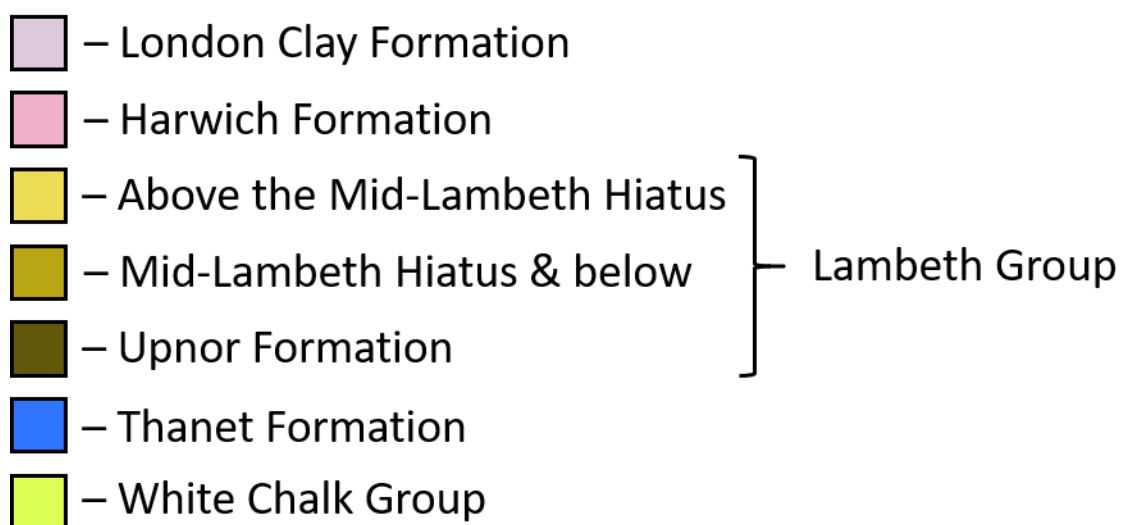 – London Clay Formation
– Harwich Formation
– Above the Mid-Lambeth Hiatus
– Mid-Lambeth Hiatus & below
Lambeth Group
– Upnor Formation
– Thanet Formation
– White Chalk Group